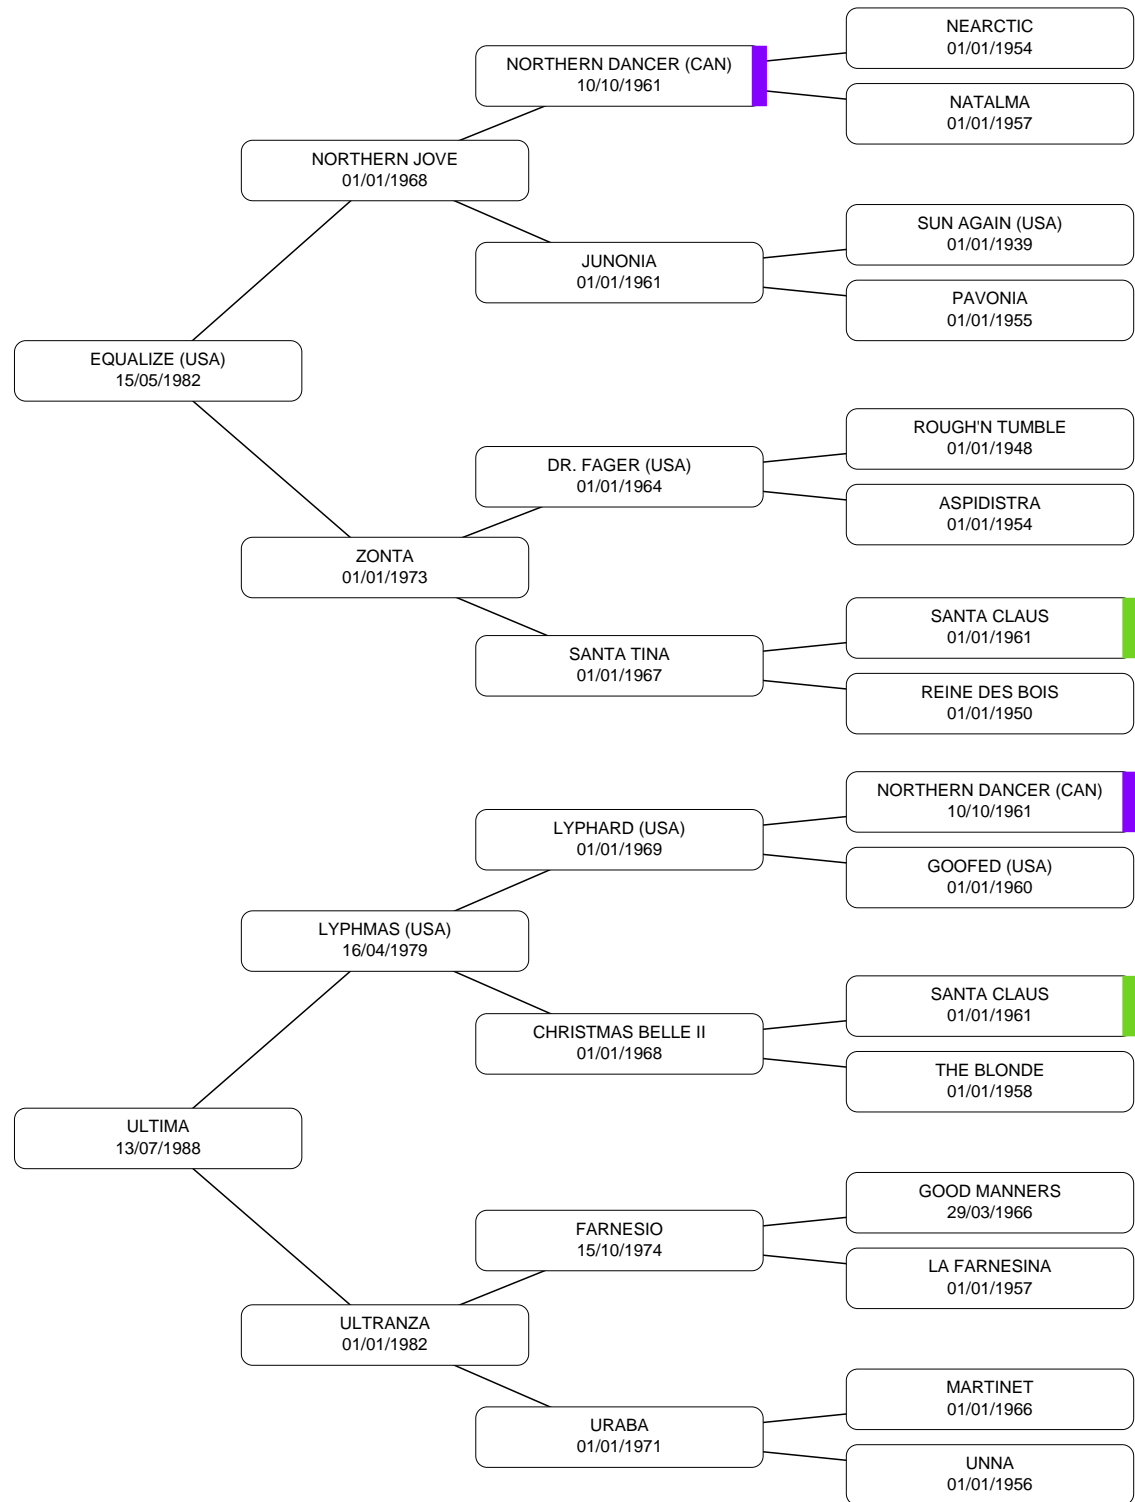 NEARCTIC
01/01/1954
NORTHERN DANCER (CAN)
10/10/1961
NATALMA
01/01/1957
NORTHERN JOVE
01/01/1968
SUN AGAIN (USA)
01/01/1939
JUNONIA
01/01/1961
PAVONIA
01/01/1955
EQUALIZE (USA)
15/05/1982
ROUGH'N TUMBLE
01/01/1948
DR. FAGER (USA)
01/01/1964
ASPIDISTRA
01/01/1954
ZONTA
01/01/1973
SANTA CLAUS
01/01/1961
SANTA TINA
01/01/1967
REINE DES BOIS
01/01/1950
NORTHERN DANCER (CAN)
10/10/1961
LYPHARD (USA)
01/01/1969
GOOFED (USA)
01/01/1960
LYPHMAS (USA)
16/04/1979
SANTA CLAUS
01/01/1961
CHRISTMAS BELLE II
01/01/1968
THE BLONDE
01/01/1958
ULTIMA
13/07/1988
GOOD MANNERS
29/03/1966
FARNESIO
15/10/1974
LA FARNESINA
01/01/1957
ULTRANZA
01/01/1982
MARTINET
01/01/1966
URABA
01/01/1971
UNNA
01/01/1956